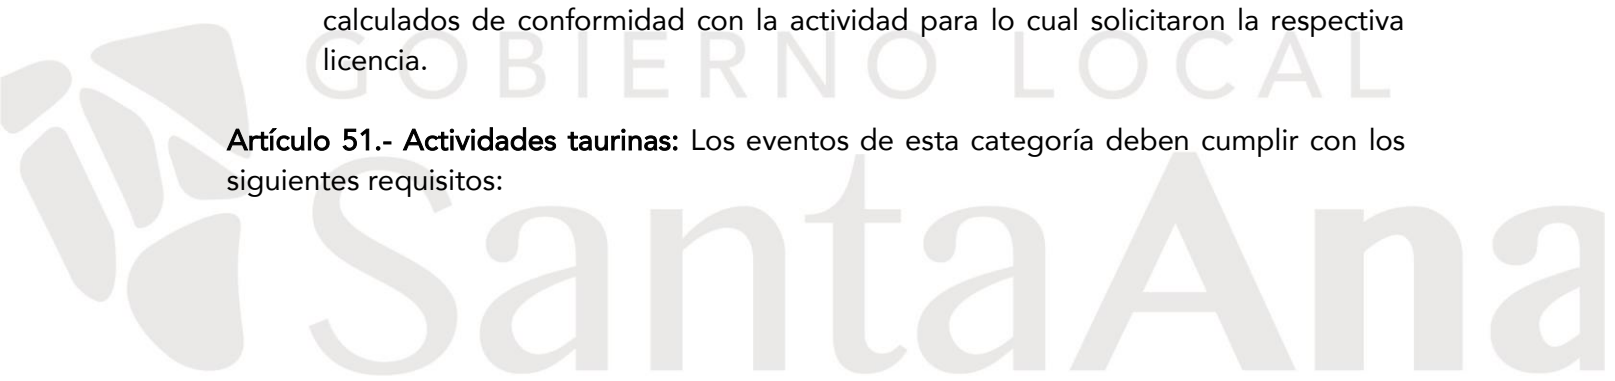 calculados de conformidad con la actividad para lo cual solicitaron la respectiva
licencia.
GOBIERNO LOCAL
Artículo 51.- Actividades taurinas: Los eventos de esta categoría deben cumplir con los
siguientes requisitos:
SantaAna